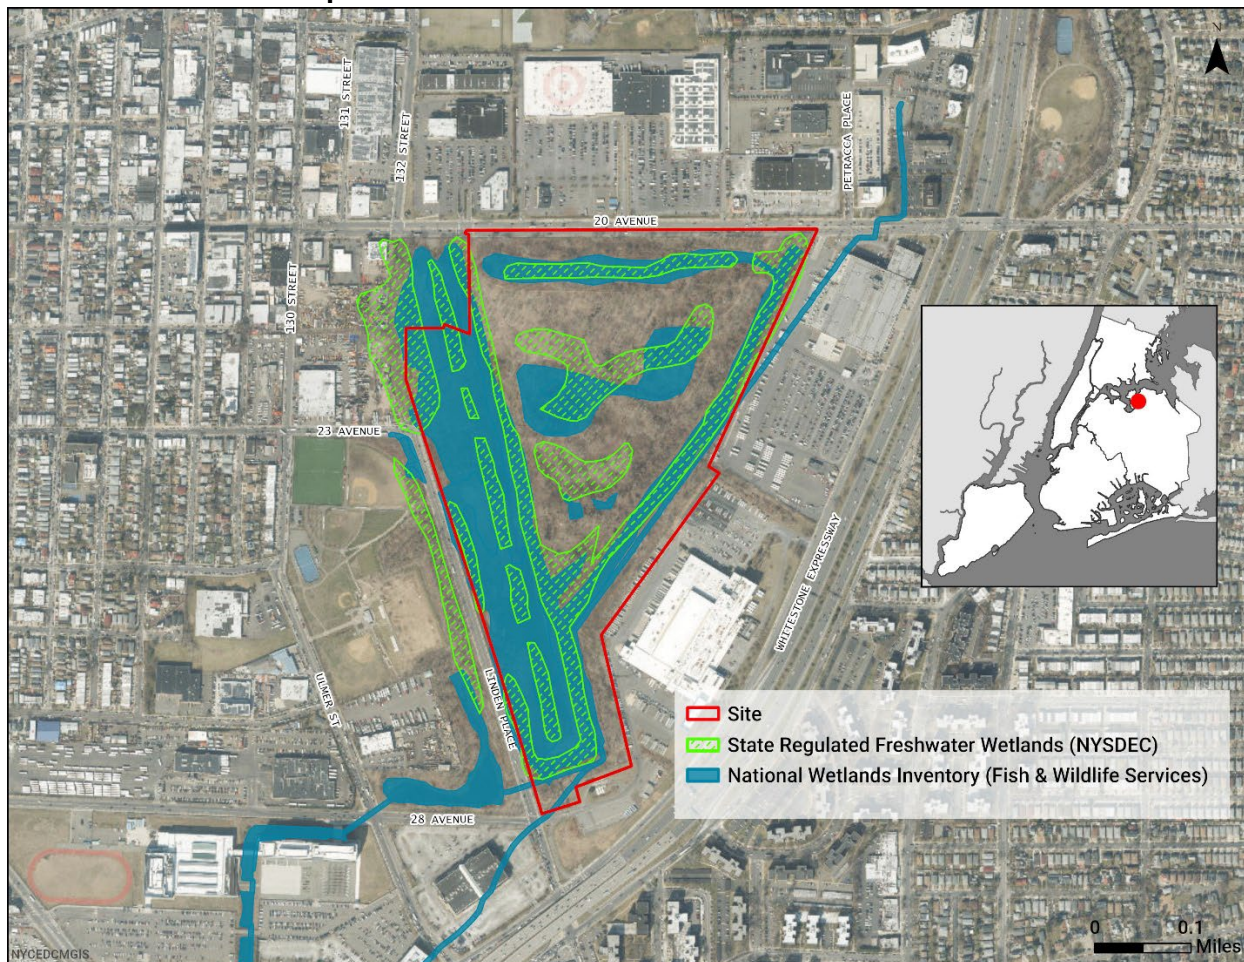 N
131 STREET
132 STREET
PETRACCA PLACE
20 AVENUE
130 STREET
23 AVENUE
WHITESTONE EXPRESSWAY
LINDEN PLACE
ULMER ST
28 AVENUE
Site
State Regulated Freshwater Wetlands (NYSDEC)
National Wetlands Inventory (Fish & Wildlife Services)
0 0.1
Miles
NYCEDCMGIS